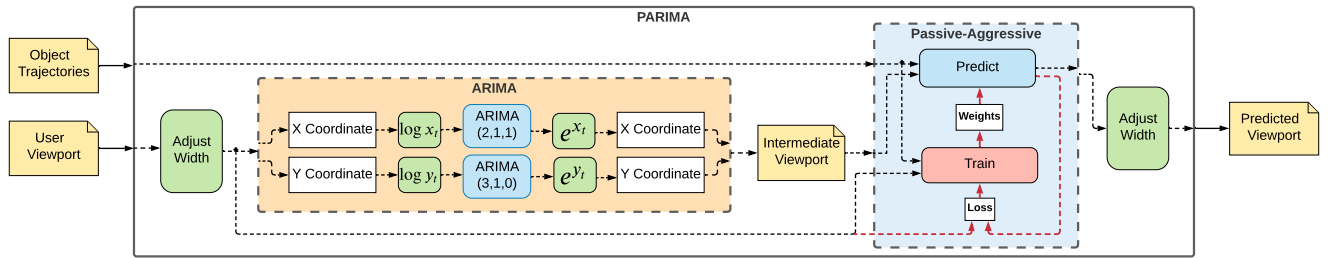 PARIMA
Object
Trajectories
User
Viewport
Adjust
Width
ARIMA
X Coordinate
log x_t
ARIMA
(2,1,1)
e^{x_t}
X Coordinate
Y Coordinate
log y_t
ARIMA
(3,1,0)
e^{y_t}
Y Coordinate
Intermediate
Viewport
Passive-Aggressive
Predict
Weights
Train
Loss
Adjust
Width
Predicted
Viewport